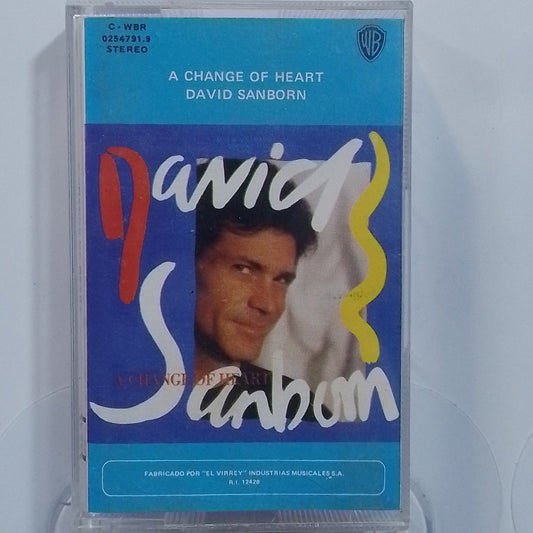 C - WBR
0254791.9
STEREO
WB
A CHANGE OF HEART
DAVID SANBORN
David
Sanborn
A CHANGE OF HEART
FABRICADO POR "EL VIRREY" INDUSTRIAS MUSICALES S.A.
R.I. 12428